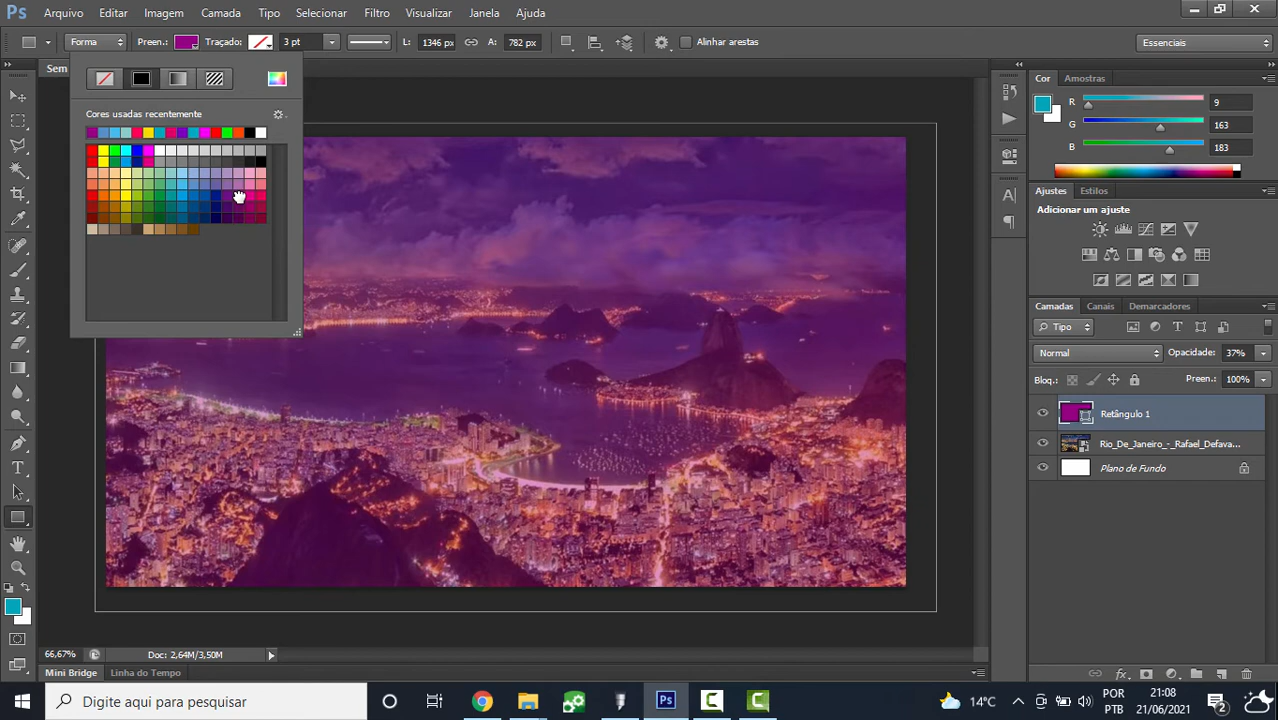 Ps Arquivo Editar Imagem Camada Tipo Selecionar Filtro Visualizar Janela Ajuda
Forma Preen.: Traçado: 3 pt L: 1346 px A: 782 px Alinhar arestas Essenciais
Sem
Cores usadas recentemente
Cor Amostras
R 9
G 163
B 183
Ajustes Estilos
Adicionar um ajuste
Camadas Canais Demarcadores
Tipo
Normal Opacidade: 37%
Bloq.: Preen.: 100%
Retângulo 1
Rio_De_Janeiro_-_Rafael_Defava...
Plano de Fundo
66,67% Doc: 2,64M/3,50M
Mini Bridge Linha do Tempo
Digite aqui para pesquisar
Ps
14°C
POR
PTB
21:08
21/06/2021
2